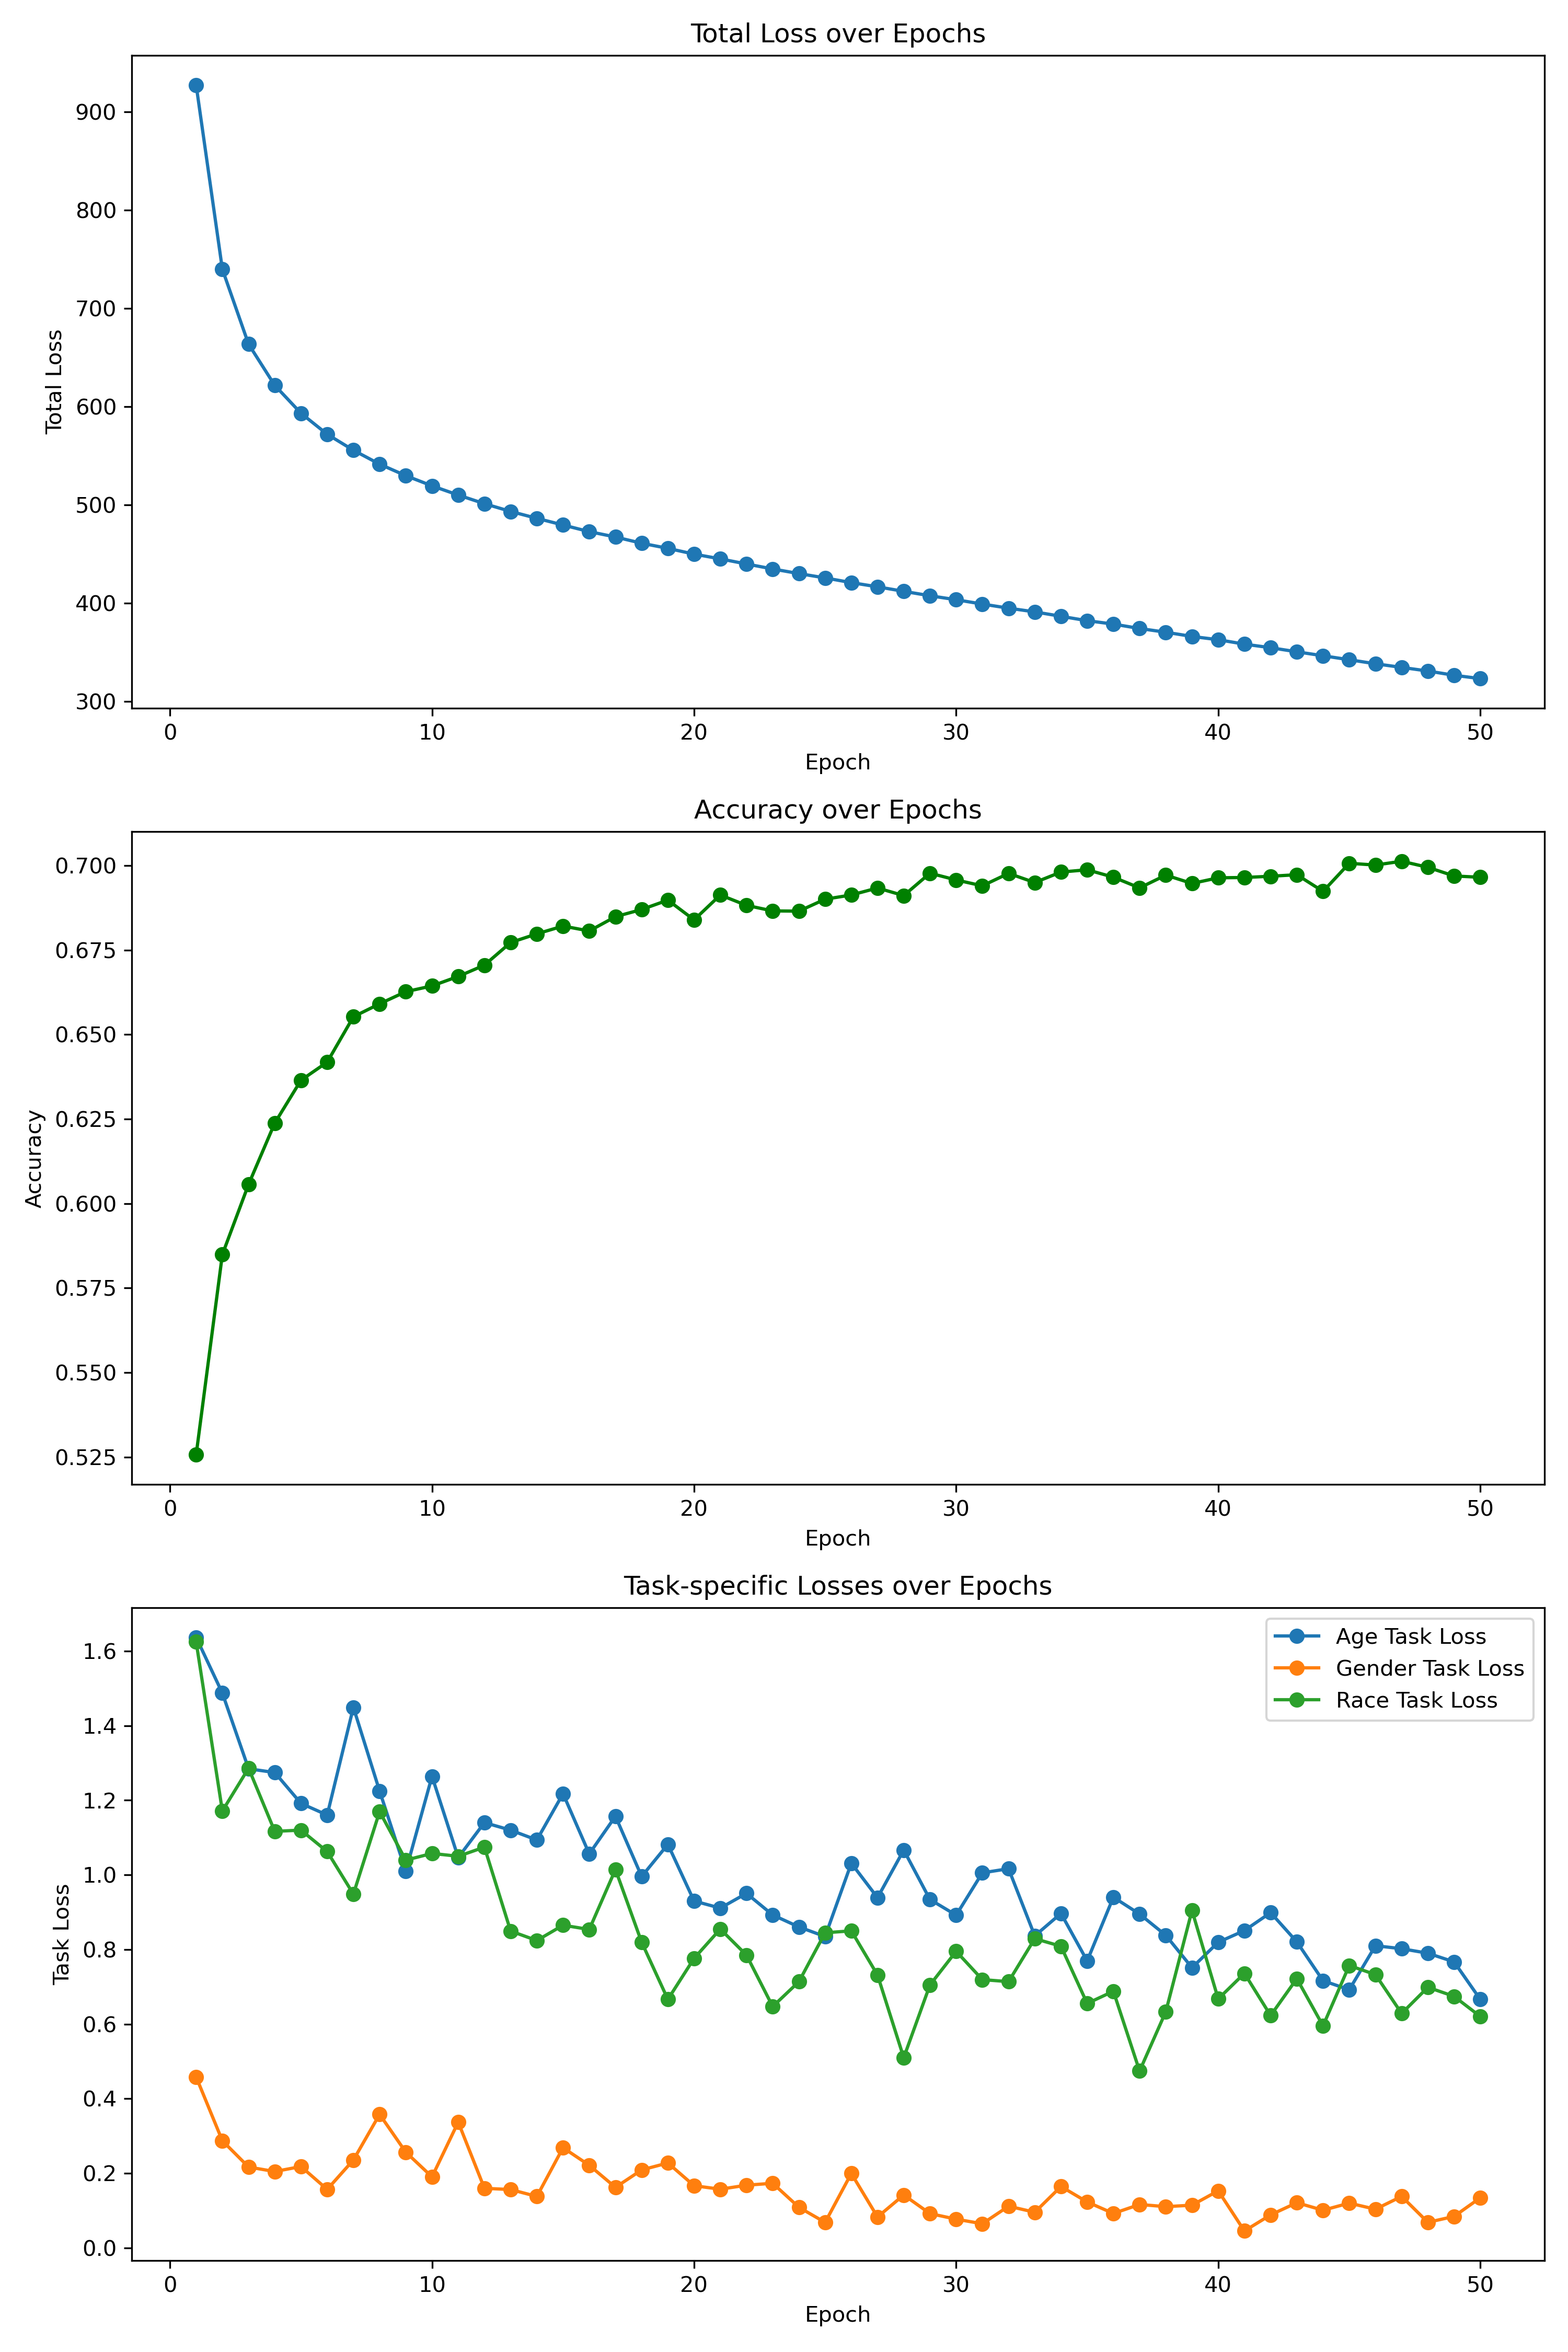 Total Loss over Epochs
900
800
700
600
500
400
300
Total Loss
0 10 20 30 40 50
Epoch
Accuracy over Epochs
0.700
0.675
0.650
0.625
0.600
0.575
0.550
0.525
Accuracy
0 10 20 30 40 50
Epoch
Task-specific Losses over Epochs
Age Task Loss
Gender Task Loss
Race Task Loss
1.6
1.4
1.2
1.0
0.8
0.6
0.4
0.2
0.0
Task Loss
0 10 20 30 40 50
Epoch